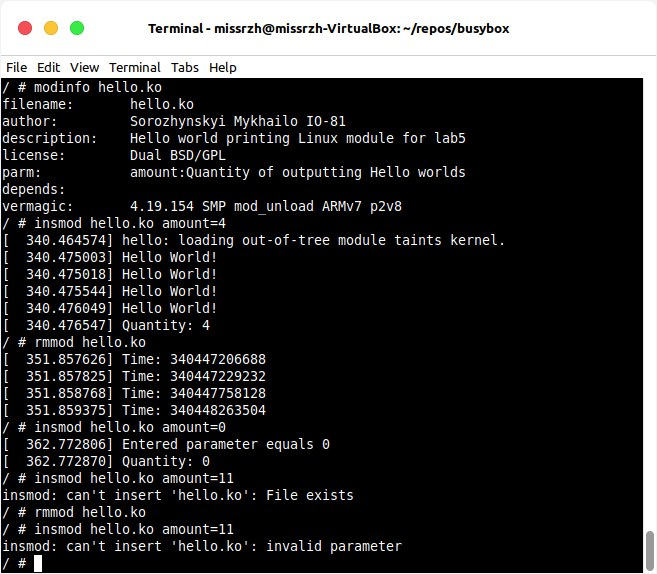 Terminal - missrzh@missrzh-VirtualBox: ~/repos/busybox
File Edit View Terminal Tabs Help
/ # modinfo hello.ko
filename:       hello.ko
author:         Sorozhynskyi Mykhailo IO-81
description:    Hello world printing Linux module for lab5
license:        Dual BSD/GPL
parm:           amount:Quantity of outputting Hello worlds
depends:
vermagic:       4.19.154 SMP mod_unload ARMv7 p2v8
/ # insmod hello.ko amount=4
[  340.464574] hello: loading out-of-tree module taints kernel.
[  340.475003] Hello World!
[  340.475018] Hello World!
[  340.475544] Hello World!
[  340.476049] Hello World!
[  340.476547] Quantity: 4
/ # rmmod hello.ko
[  351.857626] Time: 340447206688
[  351.857825] Time: 340447229232
[  351.858768] Time: 340447758128
[  351.859375] Time: 340448263504
/ # insmod hello.ko amount=0
[  362.772806] Entered parameter equals 0
[  362.772870] Quantity: 0
/ # insmod hello.ko amount=11
insmod: can't insert 'hello.ko': File exists
/ # rmmod hello.ko
/ # insmod hello.ko amount=11
insmod: can't insert 'hello.ko': invalid parameter
/ #